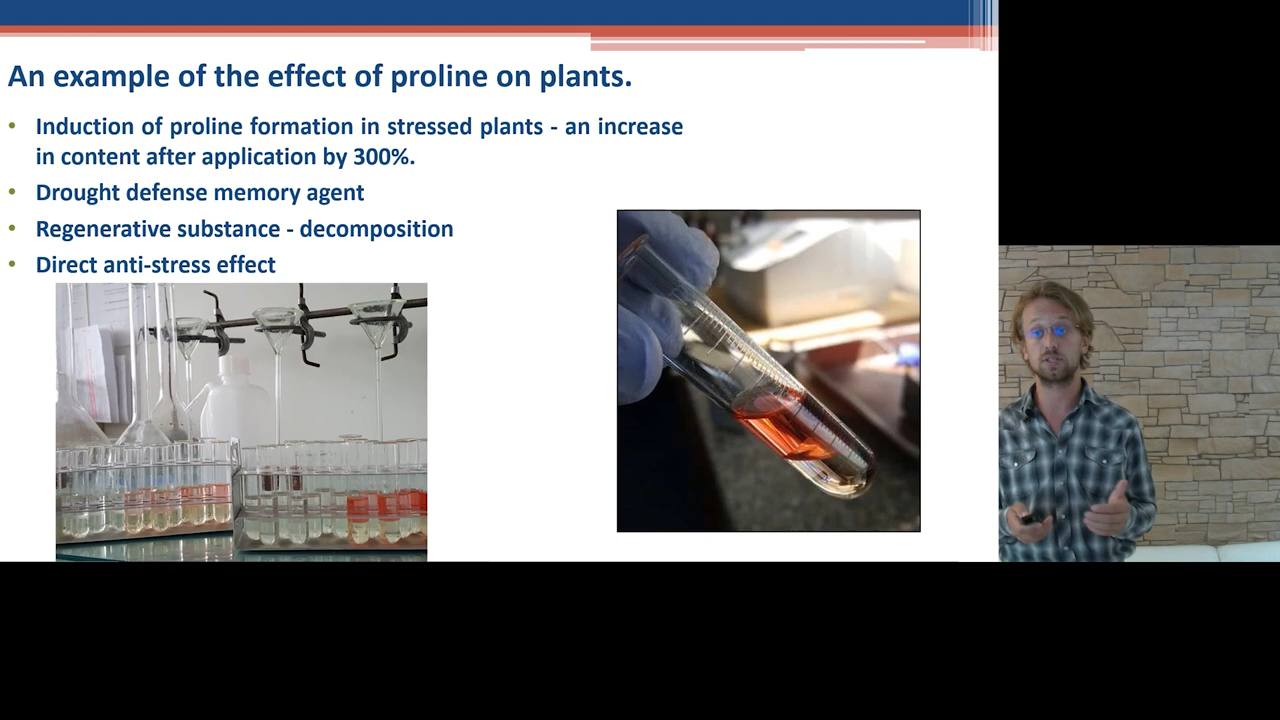 An example of the effect of proline on plants.
• Induction of proline formation in stressed plants - an increase
in content after application by 300%.
• Drought defense memory agent
• Regenerative substance - decomposition
• Direct anti-stress effect